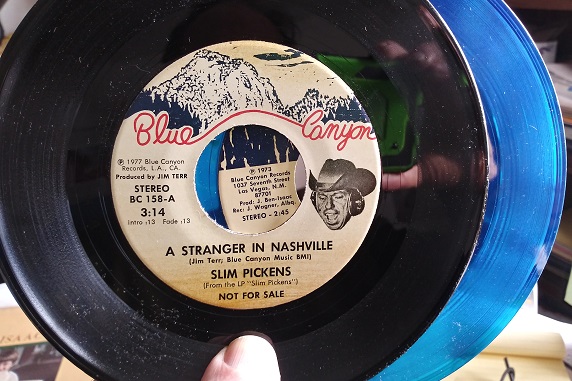 Blue Canyon
℗ 1977 Blue Canyon
Records, L.A., CA.
Produced by JIM TERR
STEREO
BC 158-A
3:14
Intro :13 Fade :13
℗ 1973
Blue Canyon Records
1037 Seventh Street
Las Vegas, N.M.
87701
Prod: J. Ben-Isaac
Rec: J. Wagner, Albq.
STEREO - 2:45
A STRANGER IN NASHVILLE
(Jim Terr; Blue Canyon Music BMI)
SLIM PICKENS
(From the LP "Slim Pickens")
NOT FOR SALE
ISAAC